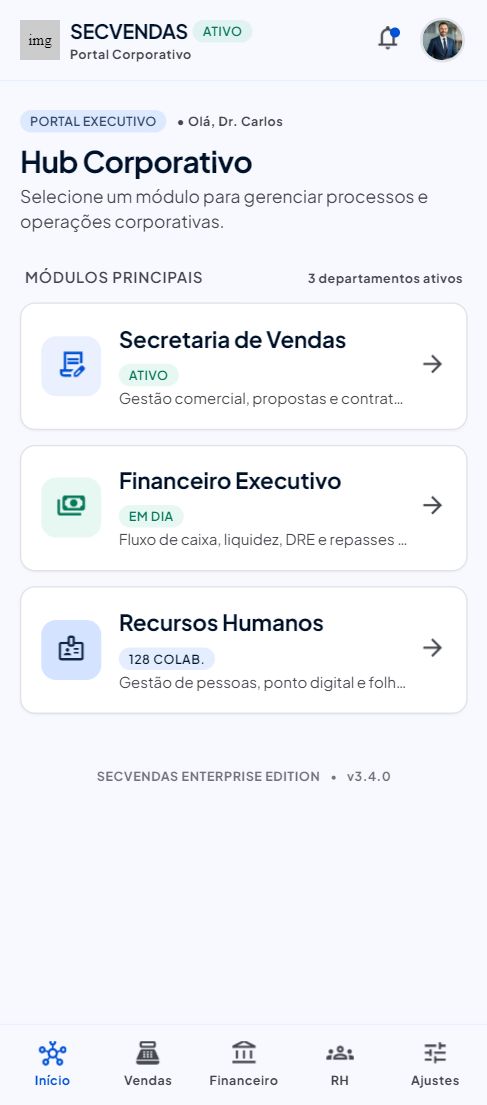 img
SECVENDAS ATIVO
Portal Corporativo
PORTAL EXECUTIVO • Olá, Dr. Carlos
Hub Corporativo
Selecione um módulo para gerenciar processos e
operações corporativas.
MÓDULOS PRINCIPAIS 3 departamentos ativos
Secretaria de Vendas
ATIVO
Gestão comercial, propostas e contrat...
Financeiro Executivo
EM DIA
Fluxo de caixa, liquidez, DRE e repasses ...
Recursos Humanos
128 COLAB.
Gestão de pessoas, ponto digital e folh...
SECVENDAS ENTERPRISE EDITION • v3.4.0
Início Vendas Financeiro RH Ajustes